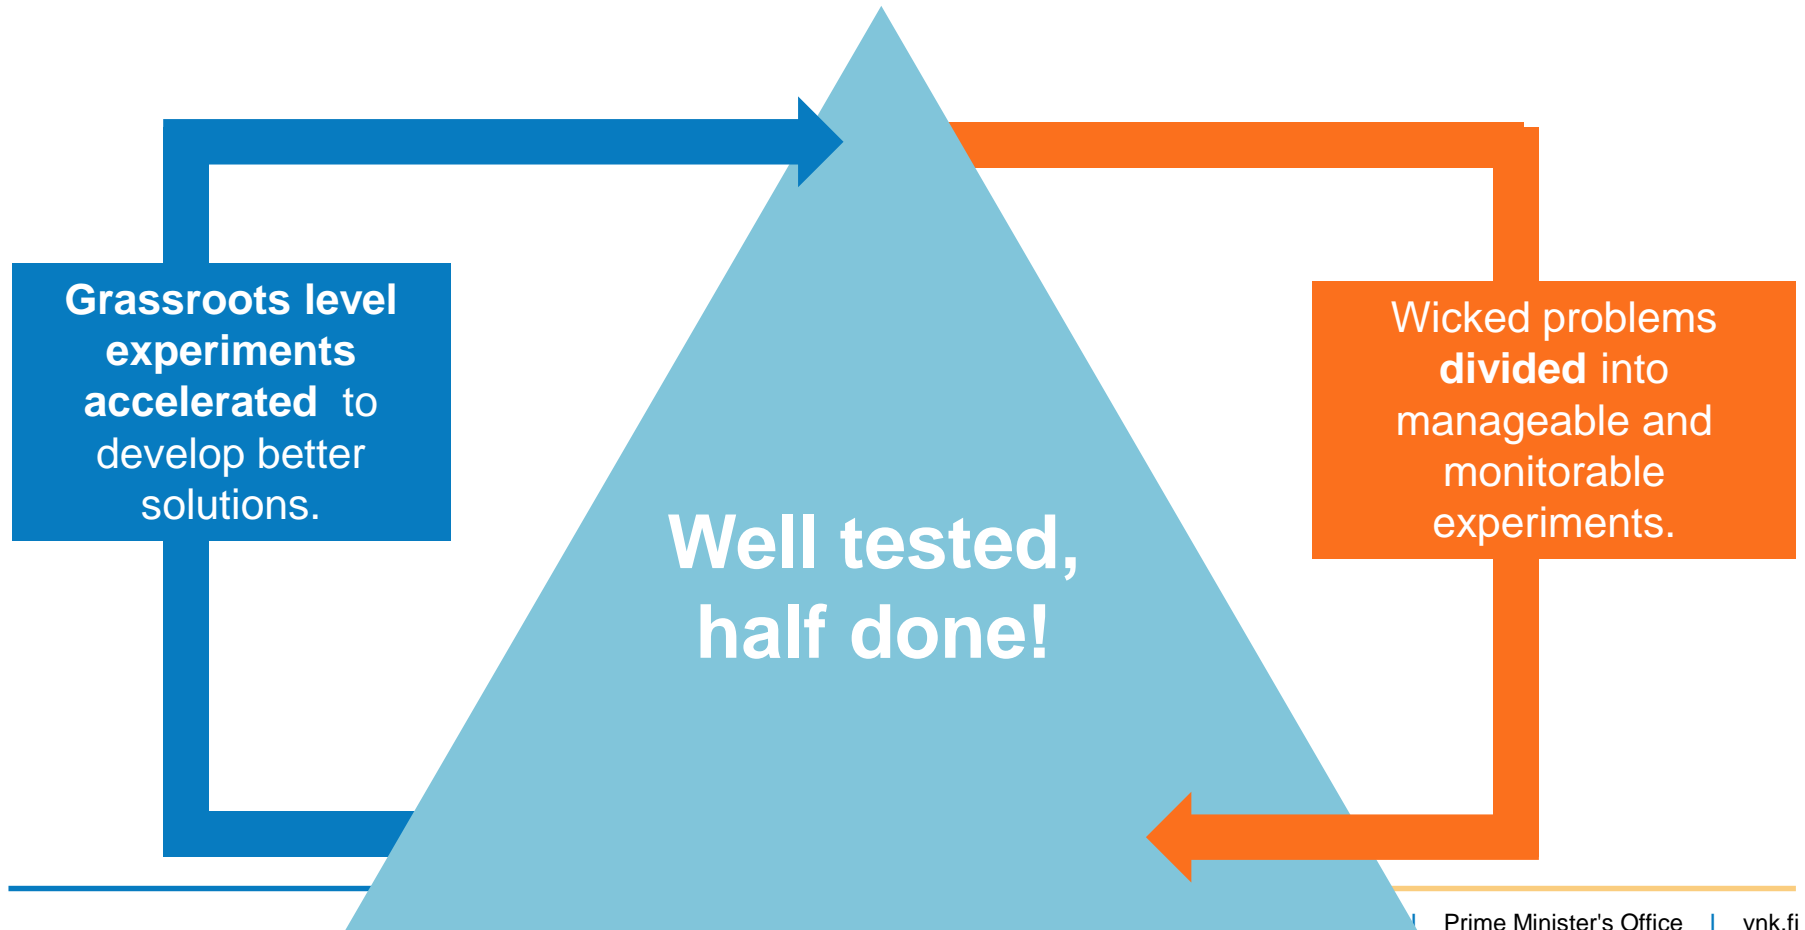 Grassroots level
experiments
accelerated to
develop better
solutions.
Well tested,
half done!
Wicked problems
divided into
manageable and
monitorable
experiments.
| Prime Minister's Office | vnk.fi